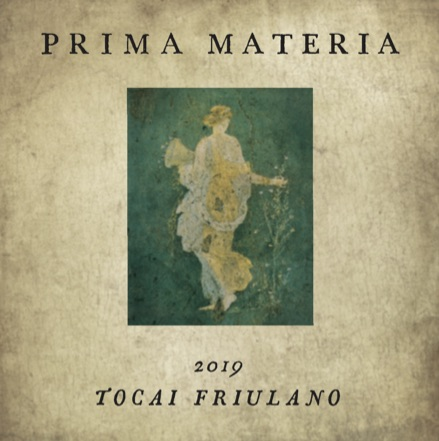 PRIMA MATERIA
2019
TOCAI FRIULANO